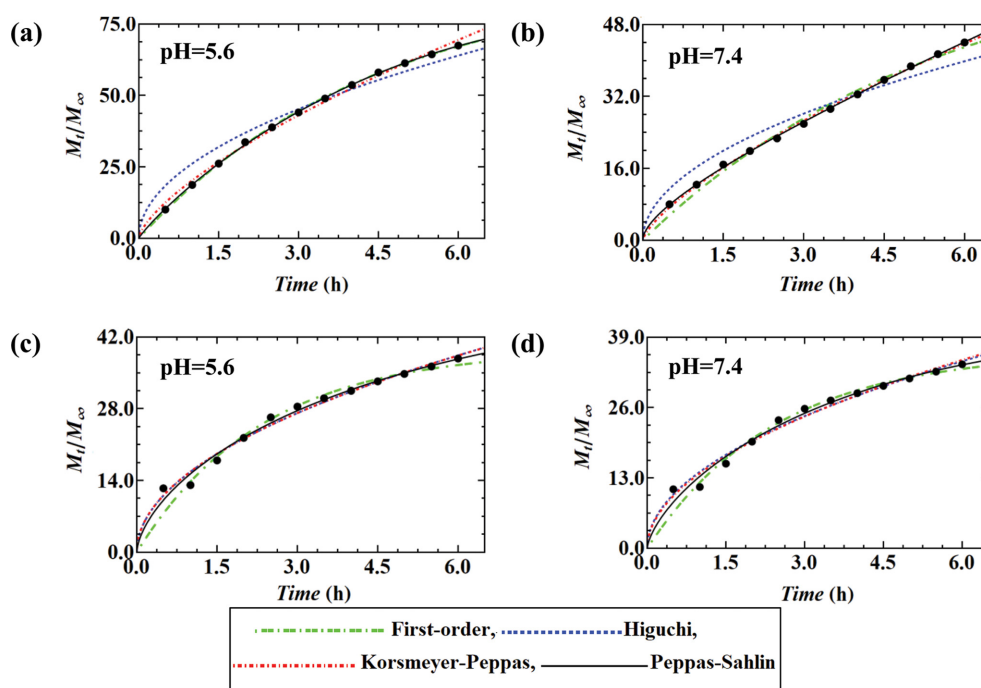 (a)
pH=5.6
75.0
50.0
25.0
0.0
Mt/M∞
0.0 1.5 3.0 4.5 6.0
Time (h)
(b)
pH=7.4
48.0
32.0
16.0
0.0
Mt/M∞
0.0 1.5 3.0 4.5 6.0
Time (h)
(c)
pH=5.6
42.0
28.0
14.0
0.0
Mt/M∞
0.0 1.5 3.0 4.5 6.0
Time (h)
(d)
pH=7.4
39.0
26.0
13.0
0.0
Mt/M∞
0.0 1.5 3.0 4.5 6.0
Time (h)
First-order, Higuchi,
Korsmeyer-Peppas, Peppas-Sahlin